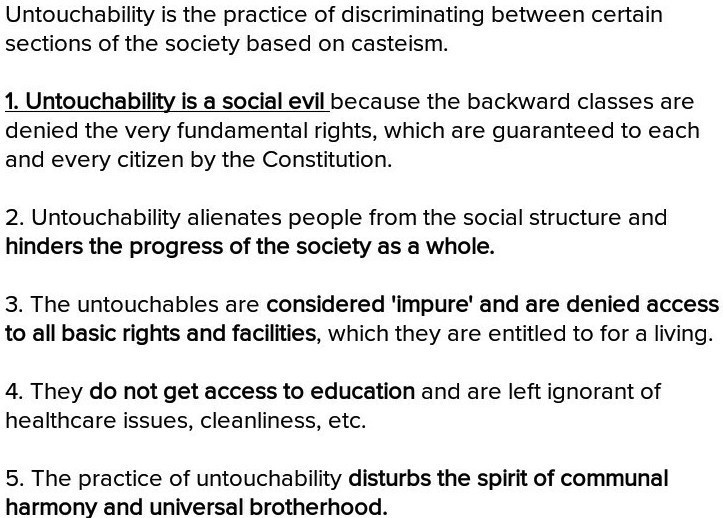 Untouchability is the practice of discriminating between certain
sections of the society based on casteism.
1. Untouchability is a social evil because the backward classes are
denied the very fundamental rights, which are guaranteed to each
and every citizen by the Constitution.
2. Untouchability alienates people from the social structure and
hinders the progress of the society as a whole.
3. The untouchables are considered 'impure' and are denied access
to all basic rights and facilities, which they are entitled to for a living.
4. They do not get access to education and are left ignorant of
healthcare issues, cleanliness, etc.
5. The practice of untouchability disturbs the spirit of communal
harmony and universal brotherhood.